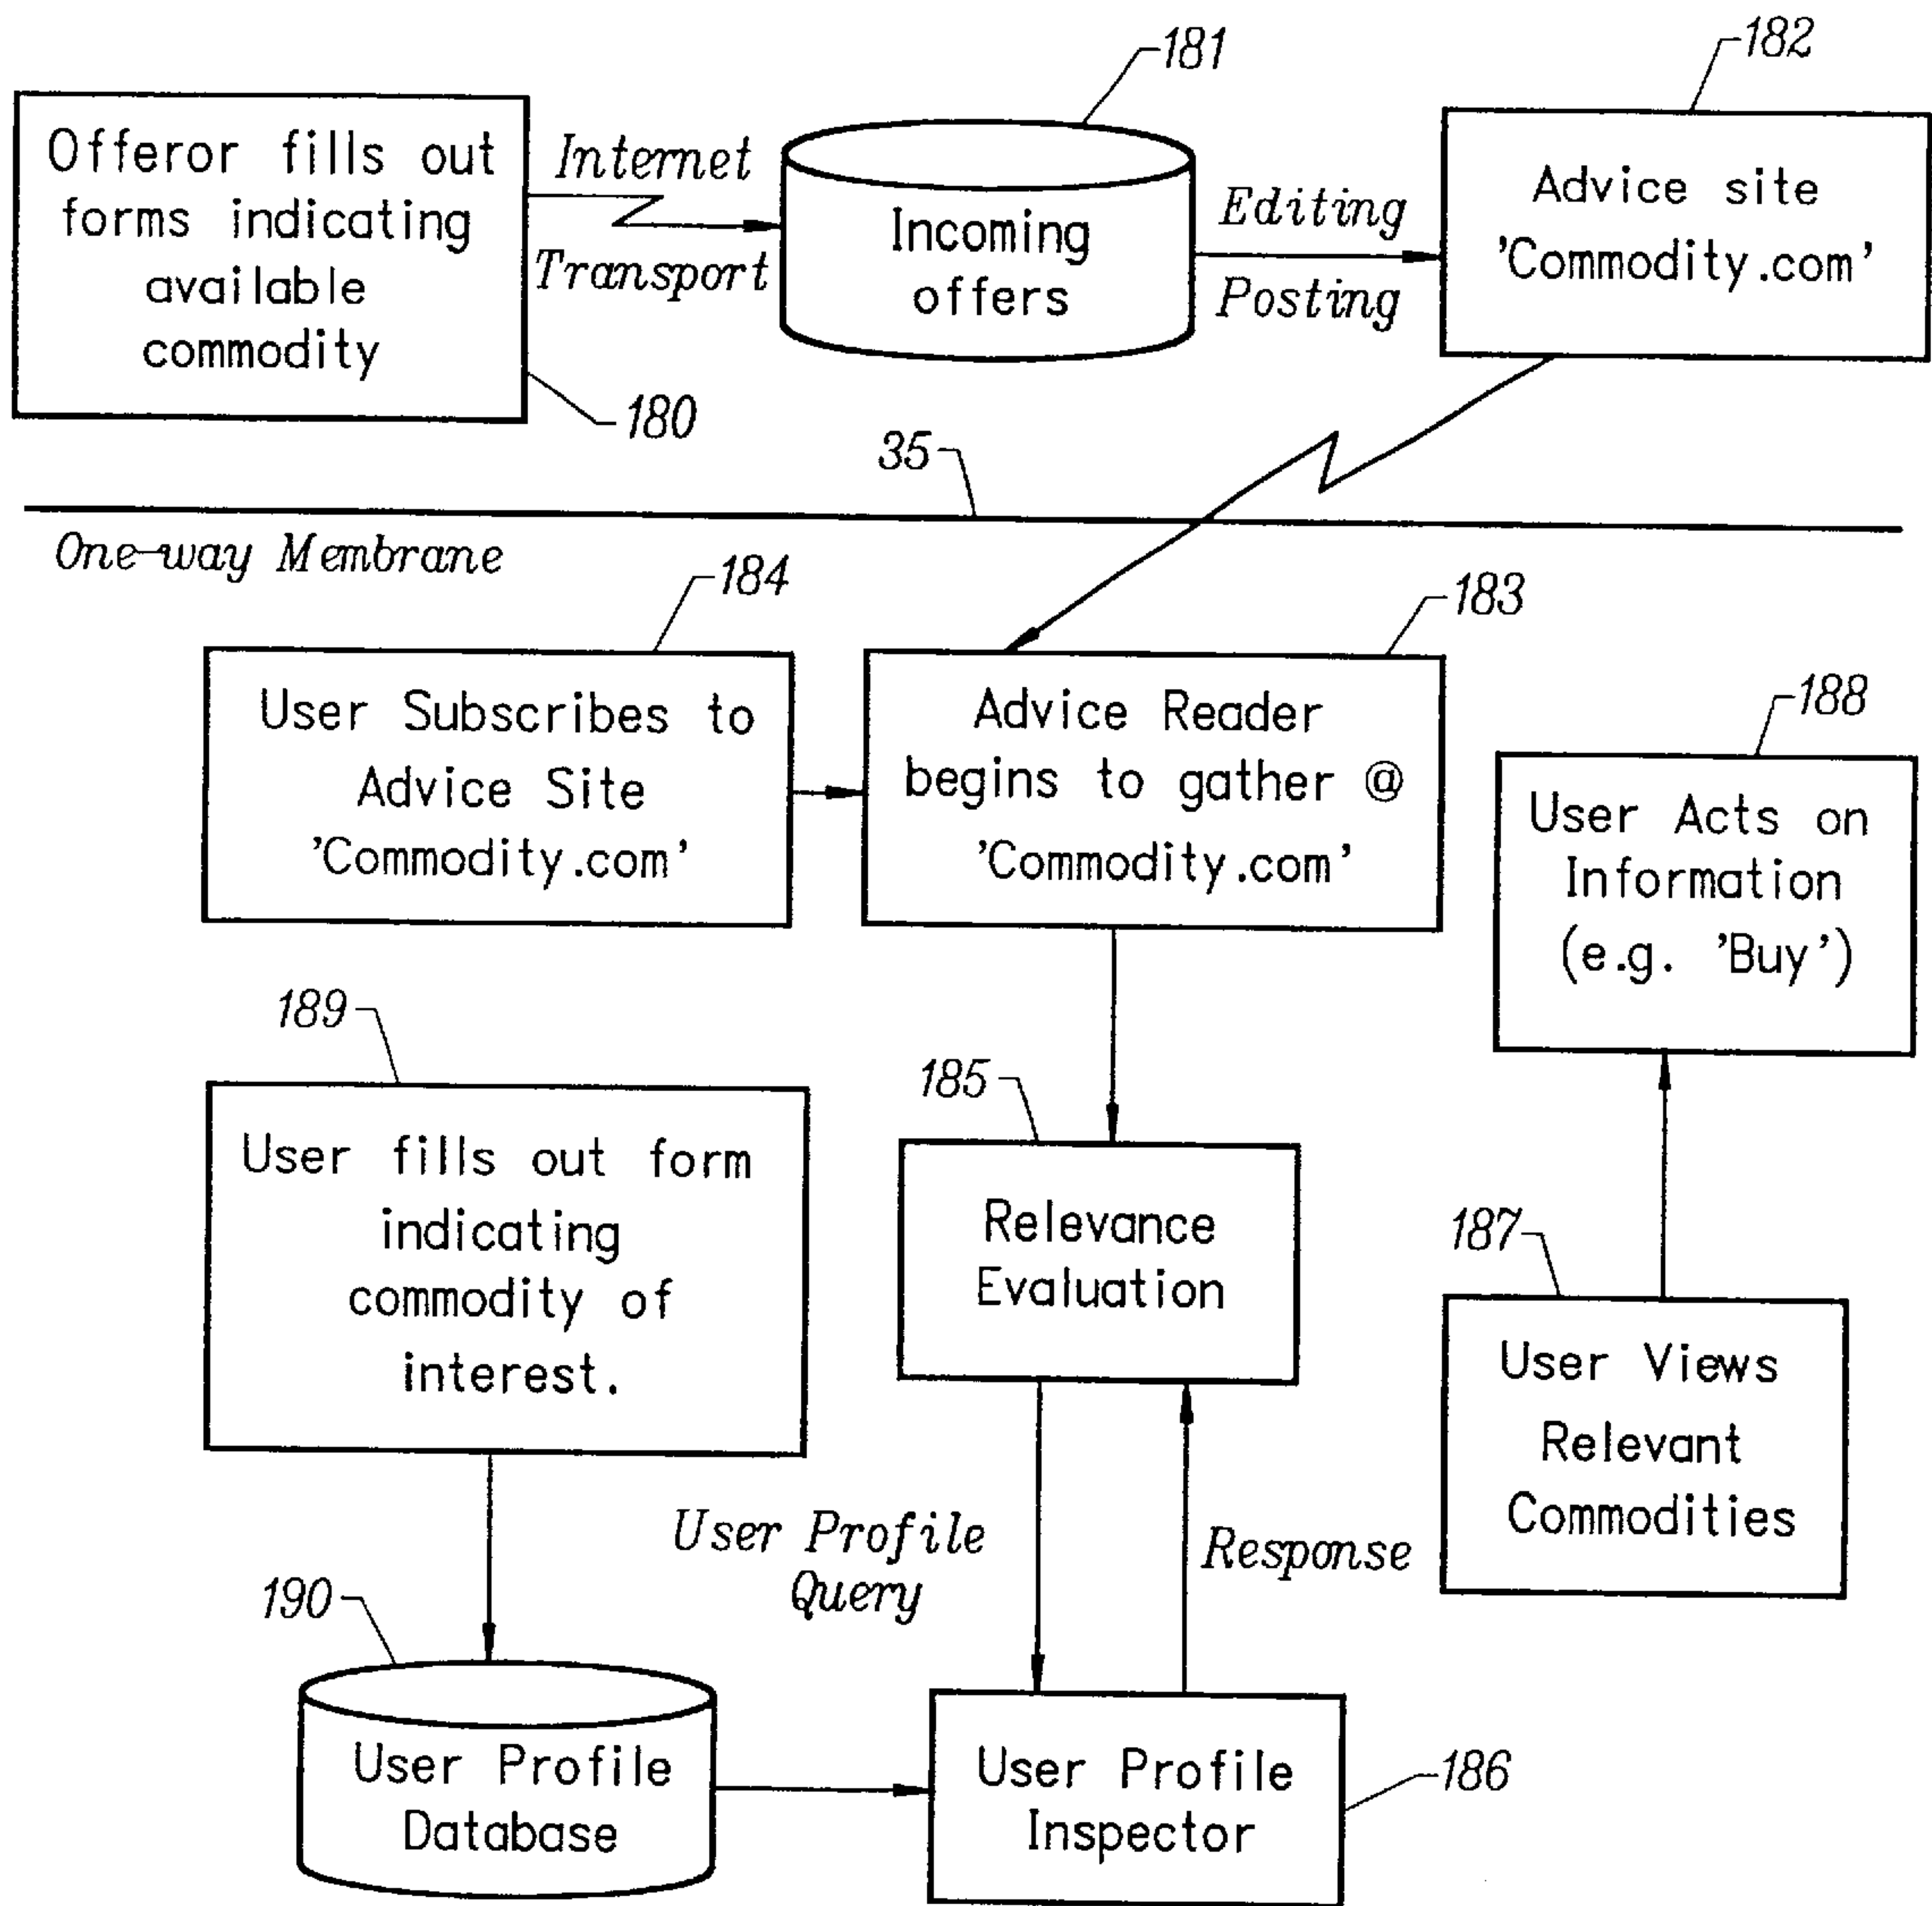 181
182
Offeror fills out
forms indicating
available
commodity
Internet
Transport
Incoming
offers
Editing
Posting
Advice site
'Commodity.com'
180
35
One-way Membrane
184
183
User Subscribes to
Advice Site
'Commodity.com'
Advice Reader
begins to gather @
'Commodity.com'
188
User Acts on
Information
(e.g. 'Buy')
189
185
User fills out form
indicating
commodity of
interest.
Relevance
Evaluation
187
User Views
Relevant
Commodities
User Profile
Query
Response
190
User Profile
Database
User Profile
Inspector
186